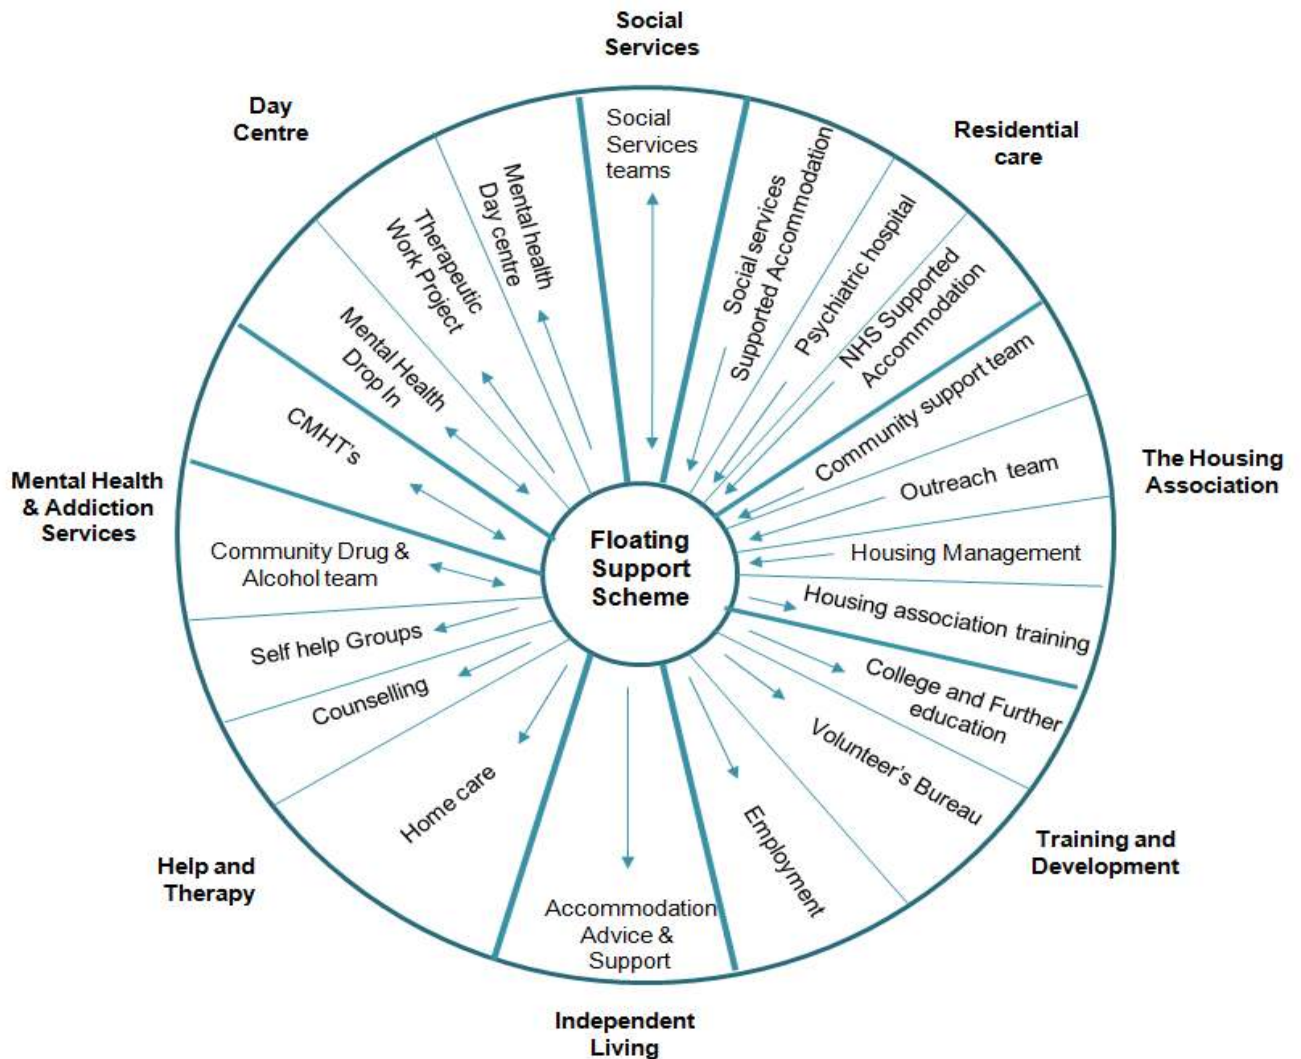 Social
Services
Day
Centre
Residential
care
The Housing
Association
Training and
Development
Independent
Living
Help and
Therapy
Mental Health
& Addiction
Services
Floating
Support
Scheme
Social
Services
teams
Social services
Supported Accommodation
Psychiatric hospital
NHS Supported
Accommodation
Community support team
Outreach team
Housing Management
Housing association training
College and Further
education
Volunteer's Bureau
Employment
Accommodation
Advice &
Support
Home care
Counselling
Self help Groups
Community Drug &
Alcohol team
CMHT's
Mental Health
Drop In
Therapeutic
Work Project
Mental health
Day centre